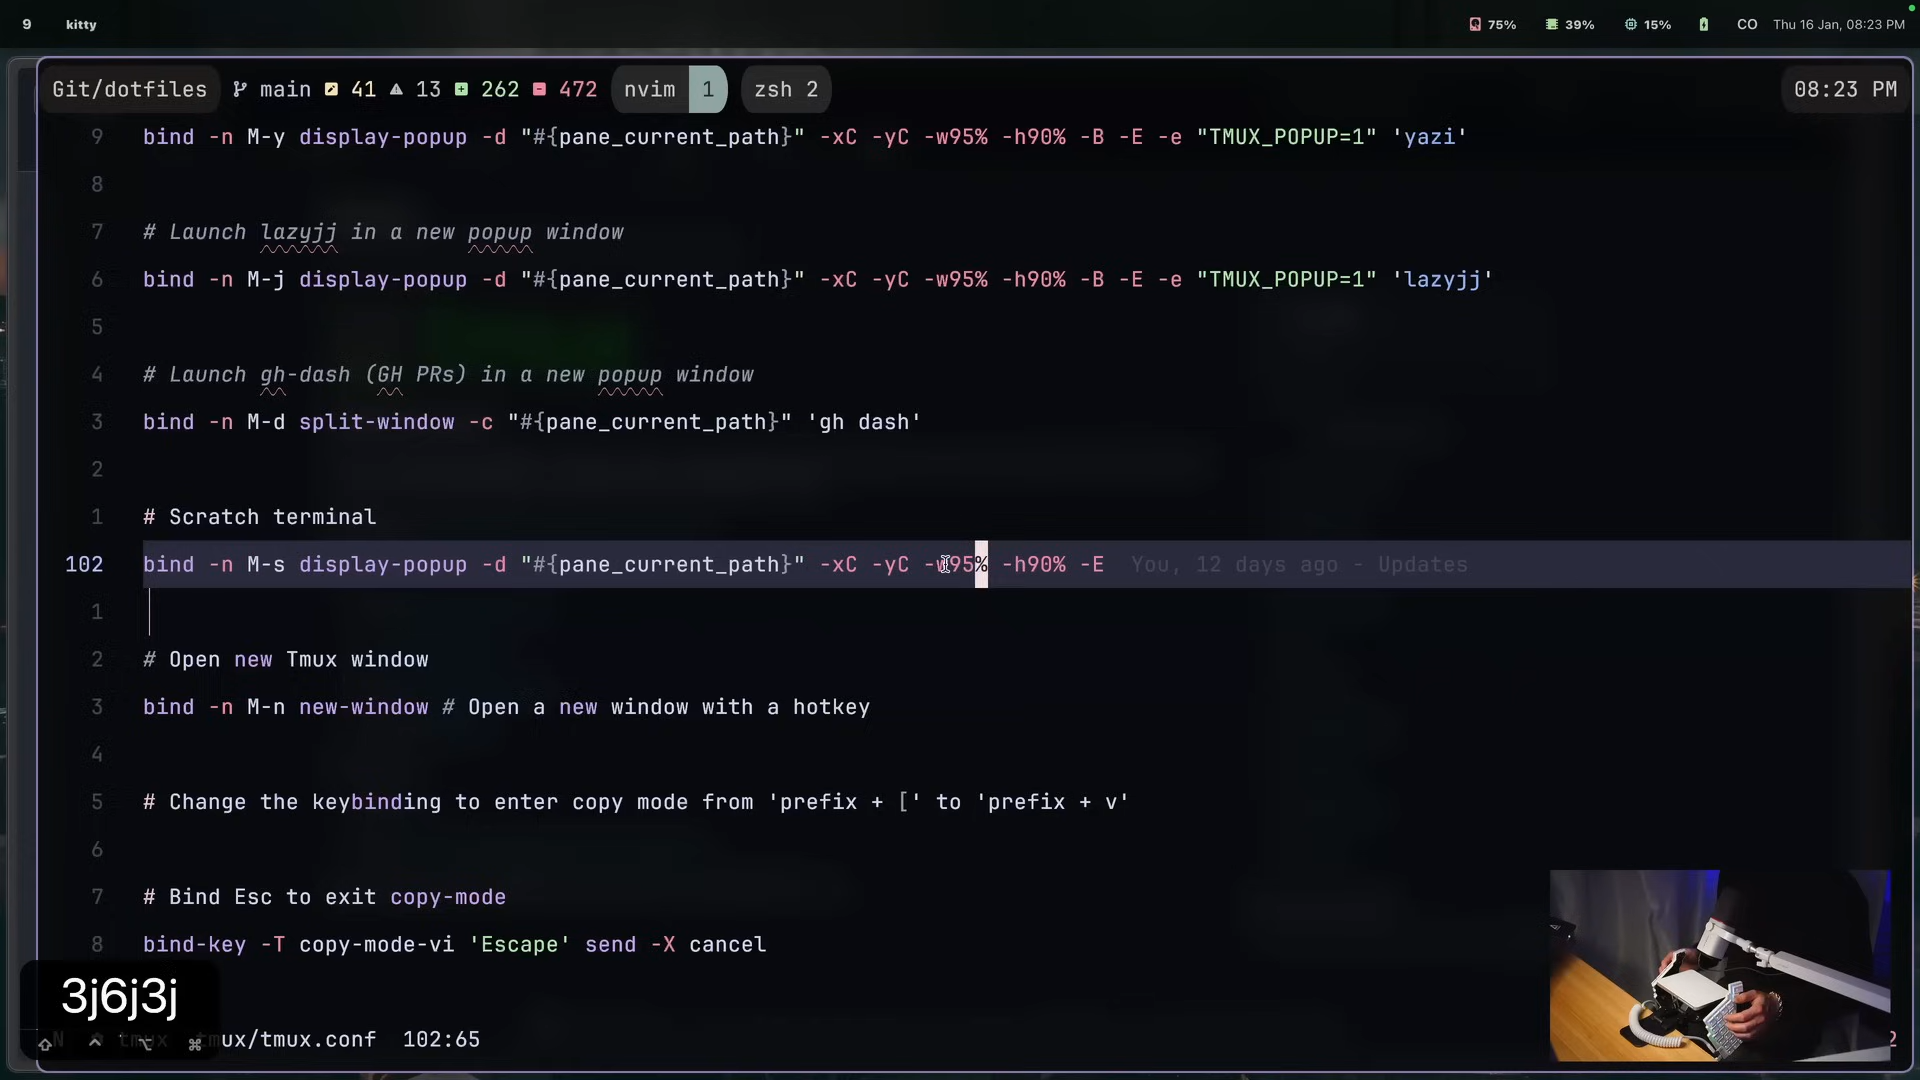 9 kitty 75% 39% 15% CO Thu 16 Jan, 08:23 PM
Git/dotfiles main 41 13 262 472 nvim 1 zsh 2 08:23 PM
9 bind -n M-y display-popup -d "#{pane_current_path}" -xC -yC -w95% -h90% -B -E -e "TMUX_POPUP=1" 'yazi'
8
7 # Launch lazyjj in a new popup window
6 bind -n M-j display-popup -d "#{pane_current_path}" -xC -yC -w95% -h90% -B -E -e "TMUX_POPUP=1" 'lazyjj'
5
4 # Launch gh-dash (GH PRs) in a new popup window
3 bind -n M-d split-window -c "#{pane_current_path}" 'gh dash'
2
1 # Scratch terminal
102 bind -n M-s display-popup -d "#{pane_current_path}" -xC -yC -w95% -h90% -E You, 12 days ago - Updates
1
2 # Open new Tmux window
3 bind -n M-n new-window # Open a new window with a hotkey
4
5 # Change the keybinding to enter copy mode from 'prefix + [' to 'prefix + v'
6
7 # Bind Esc to exit copy-mode
8 bind-key -T copy-mode-vi 'Escape' send -X cancel
3j6j3j
N tmux tmux/tmux.conf 102:65